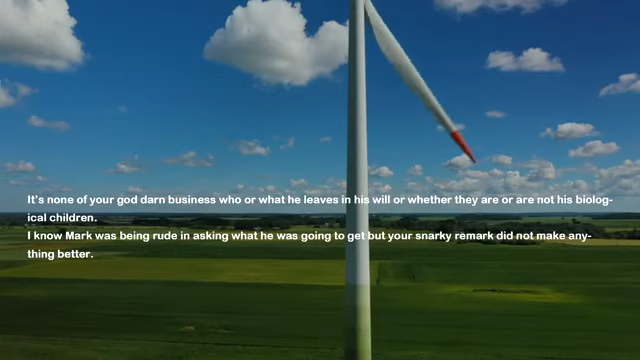 It's none of your god darn business who or what he leaves in his will or whether they are or are not his biolog-
ical children.
I know Mark was being rude in asking what he was going to get but your snarky remark did not make any-
thing better.